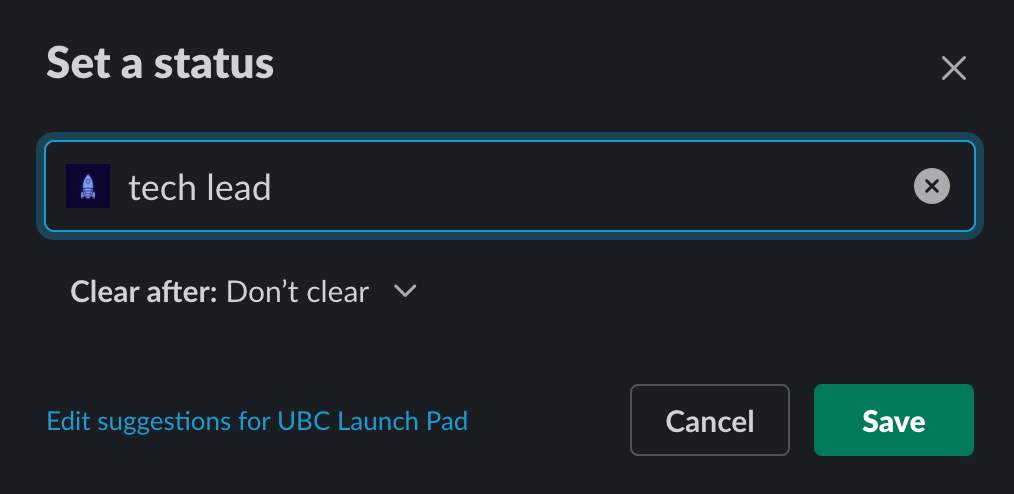 Set a status
tech lead
Clear after: Don’t clear
Edit suggestions for UBC Launch Pad
Cancel
Save